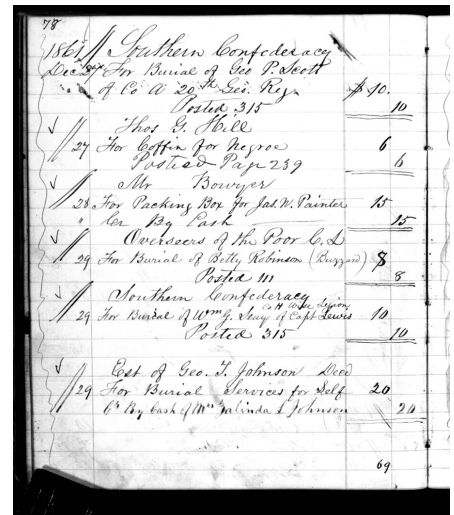 78
1861 Southern Confederacy
Dec 27 For Burial of Geo P. Scott
of Co A 20th Geo. Reg. $10.
Posted 315 10
Thos G. Hill
27 For Coffin for Negroe 6
Posted Page 239 6
Mr Bowyer
28 For Packing Box for Jas. W. Painter 15
" Cr By Cash 15
Overseers of the Poor C. L
29 For Burial of Betty Robinson (Buzzard) 8
Posted 111 8
Southern Confederacy
Co H Wise Legion
29 For Burial of Wm G. Seay of Capt Lewis 10
Posted 315 10
Est of Geo. T. Johnson Decd
29 For Burial Services for Self 20
Cr By Cash of Mrs Malinda S Johnson 20
69